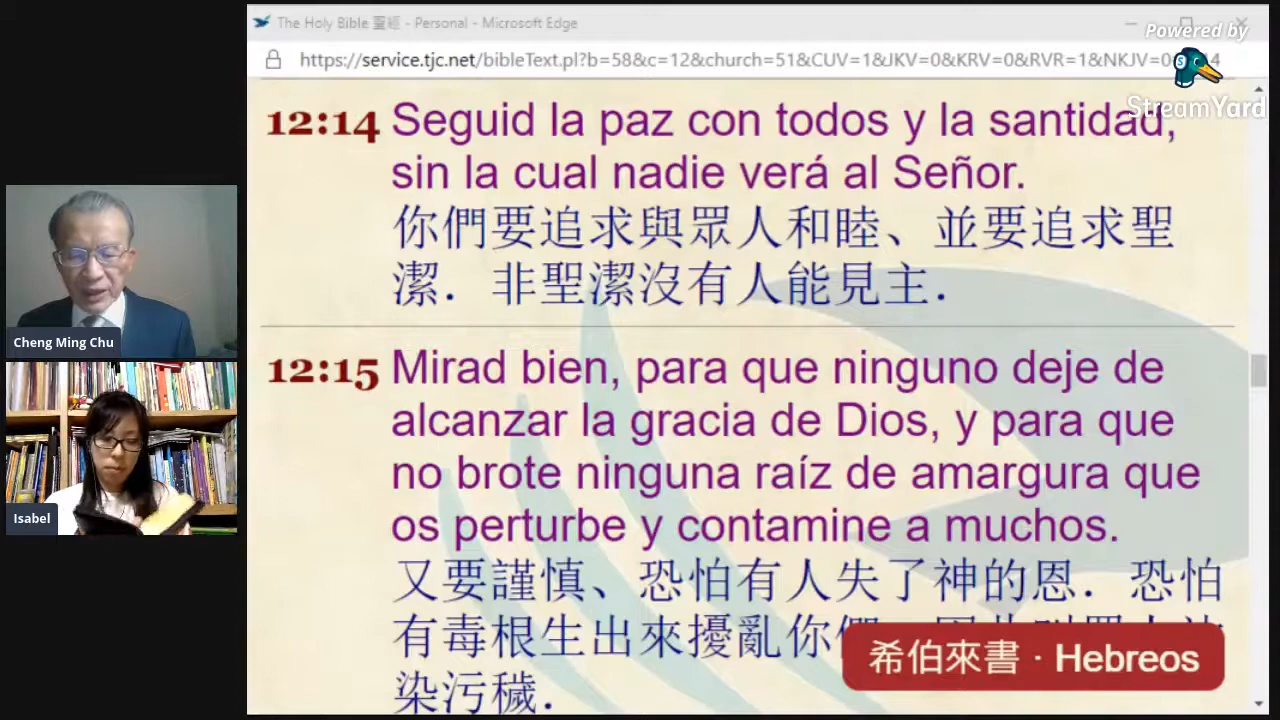 The Holy Bible 聖經 - Personal - Microsoft Edge
Powered by
https://service.tjc.net/bibleText.pl?b=58&c=12&church=51&CUV=1&JKV=0&KRV=0&RVR=1&NKJV=0
StreamYard
12:14 Seguid la paz con todos y la santidad,
sin la cual nadie verá al Señor.
你們要追求與眾人和睦、並要追求聖
潔．非聖潔沒有人能見主．
12:15 Mirad bien, para que ninguno deje de
alcanzar la gracia de Dios, y para que
no brote ninguna raíz de amargura que
os perturbe y contamine a muchos.
又要謹慎、恐怕有人失了神的恩．恐怕
有毒根生出來擾亂你
染污穢．
希伯來書 · Hebreos
Cheng Ming Chu
Isabel